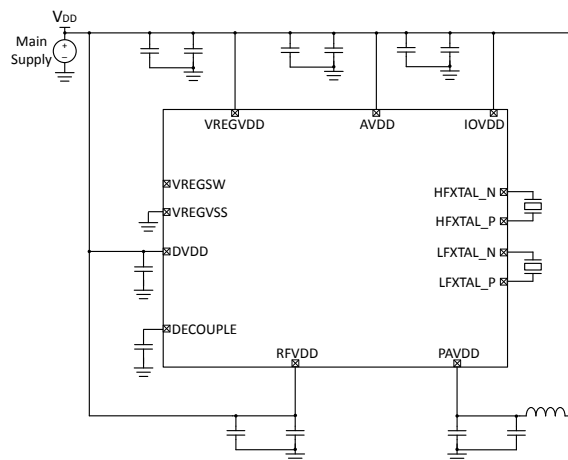 VDD
Main
Supply
+
–
VREGVDD
AVDD
IOVDD
VREGSW
HFXTAL_N
VREGVSS
HFXTAL_P
DVDD
LFXTAL_N
LFXTAL_P
DECOUPLE
RFVDD
PAVDD